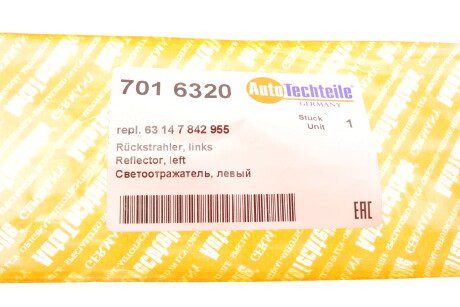 701 6320
AutoTechteile
GERMANY
Stuck
Unit 1
repl. 63 14 7 842 955
Rückstrahler, links
Reflector, left
Светоотражатель, левый
EAC